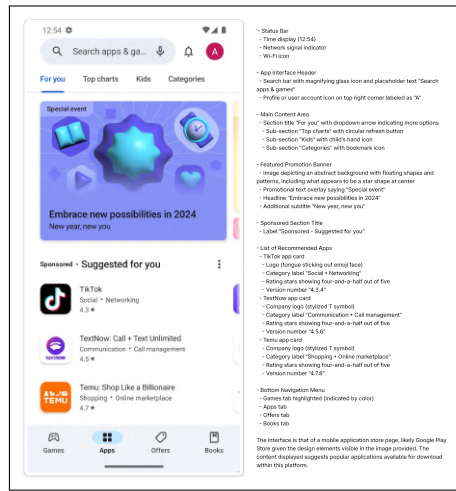 12:54
Search apps & ga...
A
For you
Top charts
Kids
Categories
Special event
Embrace new possibilities in 2024
New year, new you
Sponsored • Suggested for you
TikTok
Social • Networking
4.3 ★
TextNow: Call + Text Unlimited
Communication • Call management
4.5 ★
textnow
Temu: Shop Like a Billionaire
Shopping • Online marketplace
4.7 ★
TEMU
Games
Apps
Offers
Books
'- Status Bar
- Time display (12:54)
- Network signal indicator
- Wi-Fi icon
- App Interface Header
- Search bar with magnifying glass icon and placeholder text "Search
apps & games"
- Profile or user account icon on top right corner labeled as "A"
- Main Content Area
- Section title "For you" with dropdown arrow indicating more options
- Sub-section "Top charts" with circular refresh button
- Sub-section "Kids" with child's hand icon
- Sub-section "Categories" with bookmark icon
- Featured Promotion Banner
- Image depicting an abstract background with floating shapes and
patterns, including what appears to be a star shape at center
- Promotional text overlay saying "Special event"
- Headline "Embrace new possibilities in 2024"
- Additional subtitle "New year, new you"
- Sponsored Section Title
- Label "Sponsored - Suggested for you"
- List of Recommended Apps
- TikTok app card
- Logo (tongue sticking out emoji face)
- Category label "Social • Networking"
- Rating stars showing four-and-a-half out of five
- Version number "4.3.4"
- TextNow app card
- Company logo (stylized T symbol)
- Category label "Communication • Call management"
- Rating stars showing four-and-a-half out of five
- Version number "4.5.6"
- Temu app card
- Company logo (stylized T symbol)
- Category label "Shopping • Online marketplace"
- Rating stars showing four-and-a-half out of five
- Version number "4.7.8"
- Bottom Navigation Menu
- Games tab highlighted (indicated by color)
- Apps tab
- Offers tab
- Books tab
The interface is that of a mobile application store page, likely Google Play
Store given the design elements visible in the image provided. The
content displayed suggests popular applications available for download
within this platform.